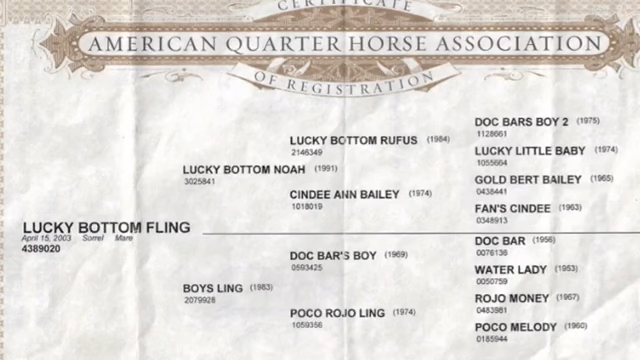 CERTIFICATE
AMERICAN QUARTER HORSE ASSOCIATION
OF REGISTRATION
DOC BARS BOY 2 (1975)
1128661
LUCKY BOTTOM RUFUS (1984)
2146349
LUCKY LITTLE BABY (1974)
1055664
LUCKY BOTTOM NOAH (1991)
3025841
GOLD BERT BAILEY (1965)
0438441
CINDEE ANN BAILEY (1974)
1018019
FAN'S CINDEE (1963)
0348913
LUCKY BOTTOM FLING
April 15, 2003 Sorrel Mare
4389020
DOC BAR (1956)
0076136
DOC BAR'S BOY (1969)
0593425
WATER LADY (1953)
0050759
BOYS LING (1983)
2079928
ROJO MONEY (1967)
0483981
POCO ROJO LING (1974)
1059356
POCO MELODY (1960)
0185944